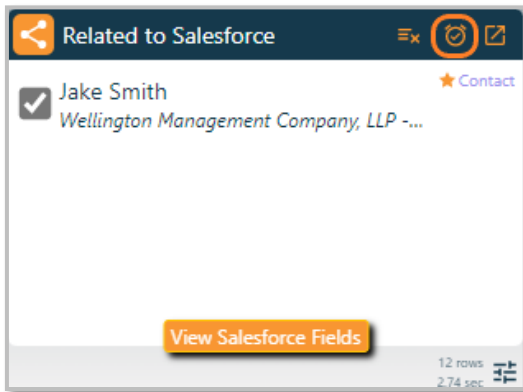 Related to Salesforce
Jake Smith
Contact
Wellington Management Company, LLP -...
View Salesforce Fields
12 rows
2.74 sec